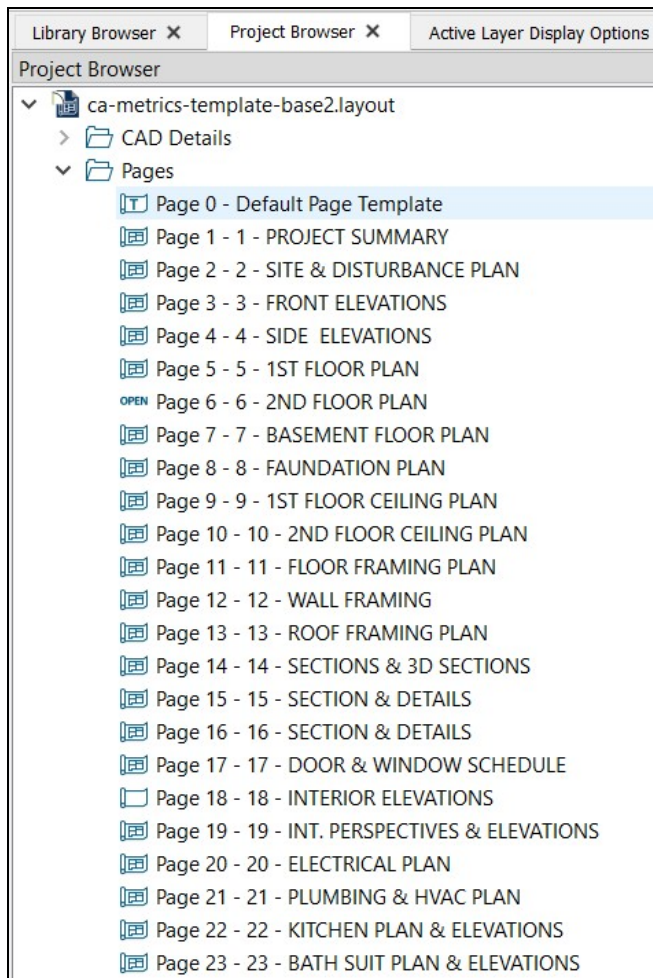 Library Browser Project Browser Active Layer Display Options
Project Browser
ca-metrics-template-base2.layout
CAD Details
Pages
T Page 0 - Default Page Template
Page 1 - 1 - PROJECT SUMMARY
Page 2 - 2 - SITE & DISTURBANCE PLAN
Page 3 - 3 - FRONT ELEVATIONS
Page 4 - 4 - SIDE  ELEVATIONS
Page 5 - 5 - 1ST FLOOR PLAN
OPEN Page 6 - 6 - 2ND FLOOR PLAN
Page 7 - 7 - BASEMENT FLOOR PLAN
Page 8 - 8 - FAUNDATION PLAN
Page 9 - 9 - 1ST FLOOR CEILING PLAN
Page 10 - 10 - 2ND FLOOR CEILING PLAN
Page 11 - 11 - FLOOR FRAMING PLAN
Page 12 - 12 - WALL FRAMING
Page 13 - 13 - ROOF FRAMING PLAN
Page 14 - 14 - SECTIONS & 3D SECTIONS
Page 15 - 15 - SECTION & DETAILS
Page 16 - 16 - SECTION & DETAILS
Page 17 - 17 - DOOR & WINDOW SCHEDULE
Page 18 - 18 - INTERIOR ELEVATIONS
Page 19 - 19 - INT. PERSPECTIVES & ELEVATIONS
Page 20 - 20 - ELECTRICAL PLAN
Page 21 - 21 - PLUMBING & HVAC PLAN
Page 22 - 22 - KITCHEN PLAN & ELEVATIONS
Page 23 - 23 - BATH SUIT PLAN & ELEVATIONS